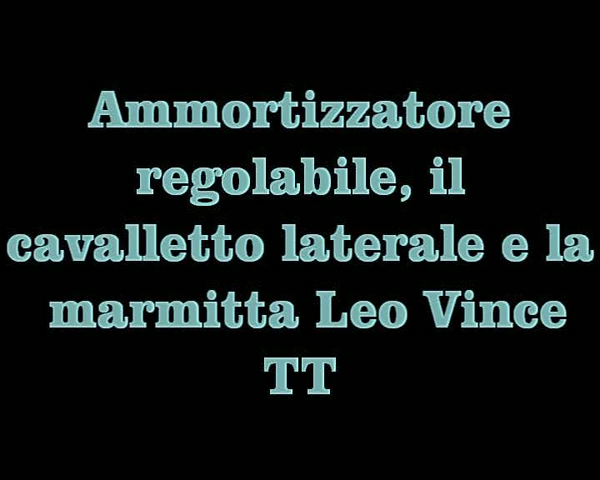 Ammortizzatore
regolabile, il
cavalletto laterale e la
marmitta Leo Vince
TT